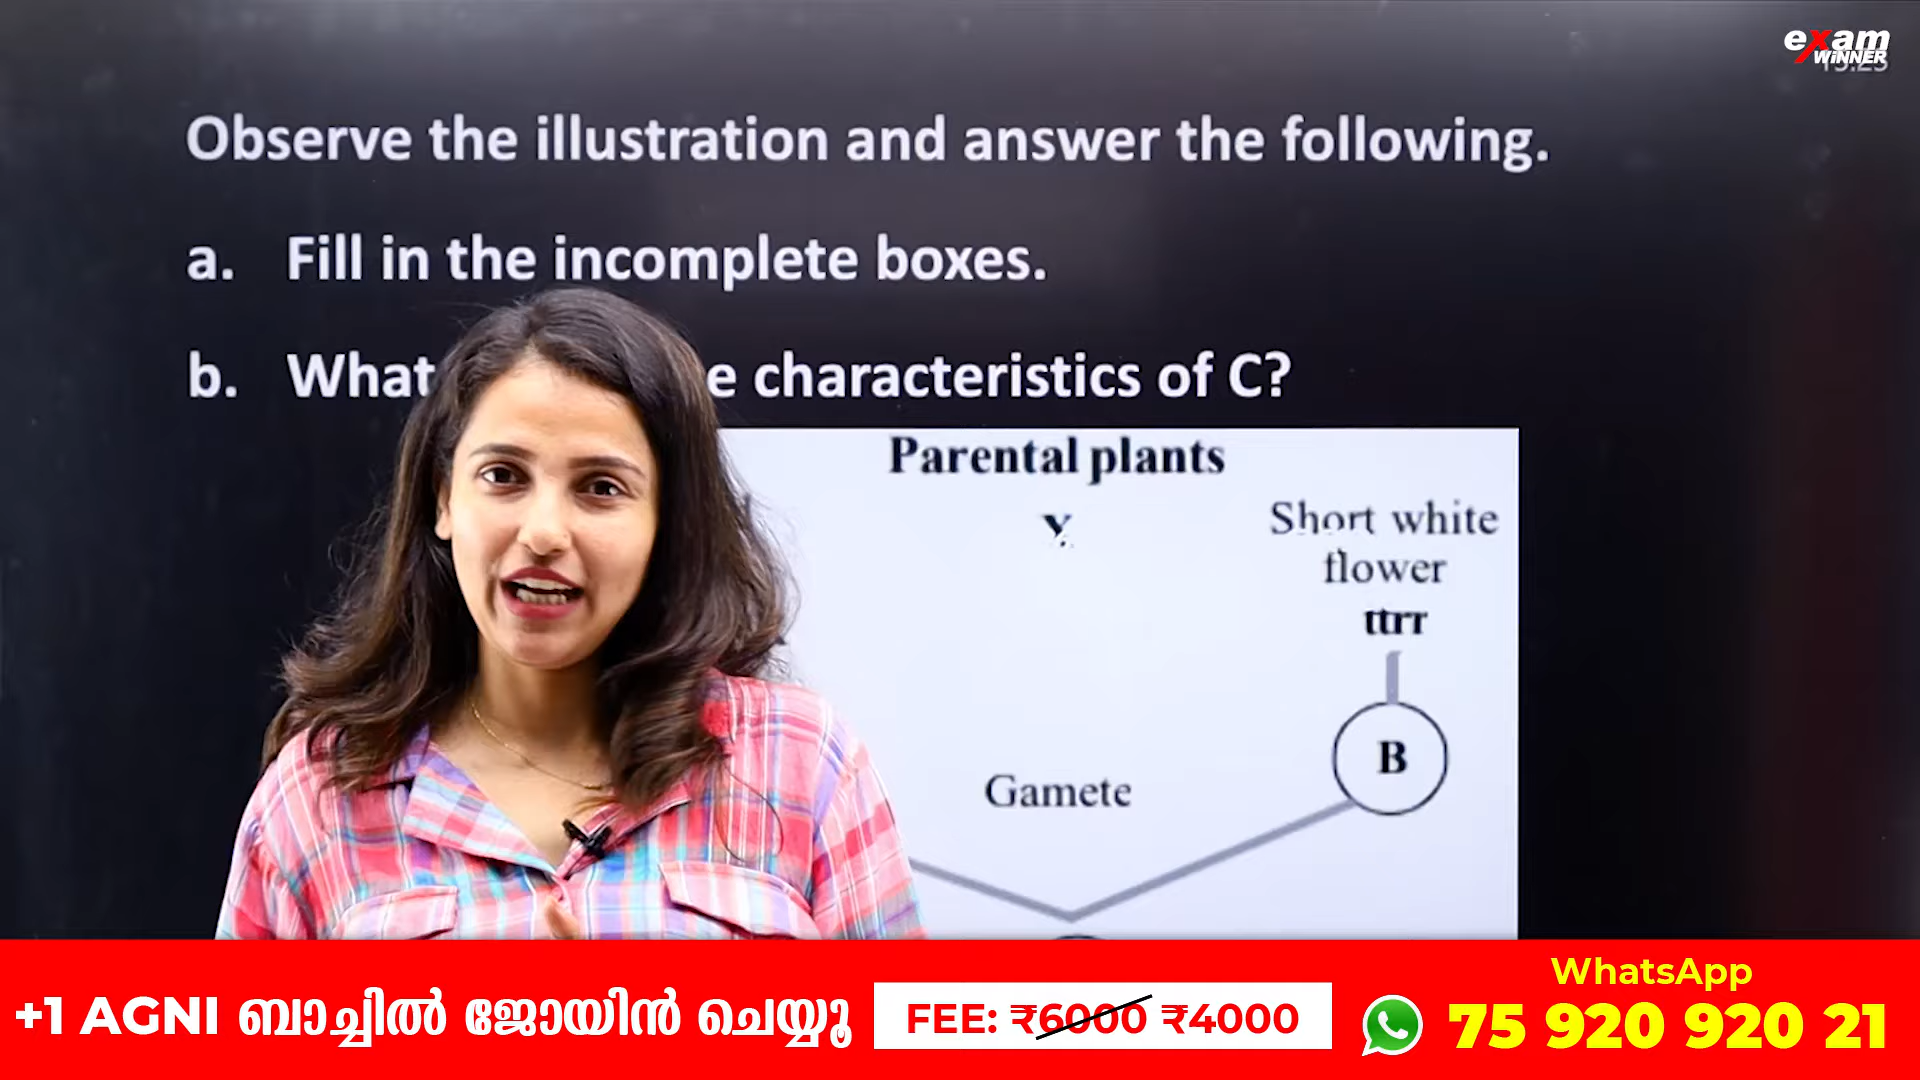 exam
WiNNER
Observe the illustration and answer the following.
a. Fill in the incomplete boxes.
b. What e characteristics of C?
Parental plants
X
Short white
flower
ttrr
B
Gamete
+1 AGNI ബാച്ചിൽ ജോയിൻ ചെയ്യൂ
FEE: ₹6000 ₹4000
WhatsApp
75 920 920 21